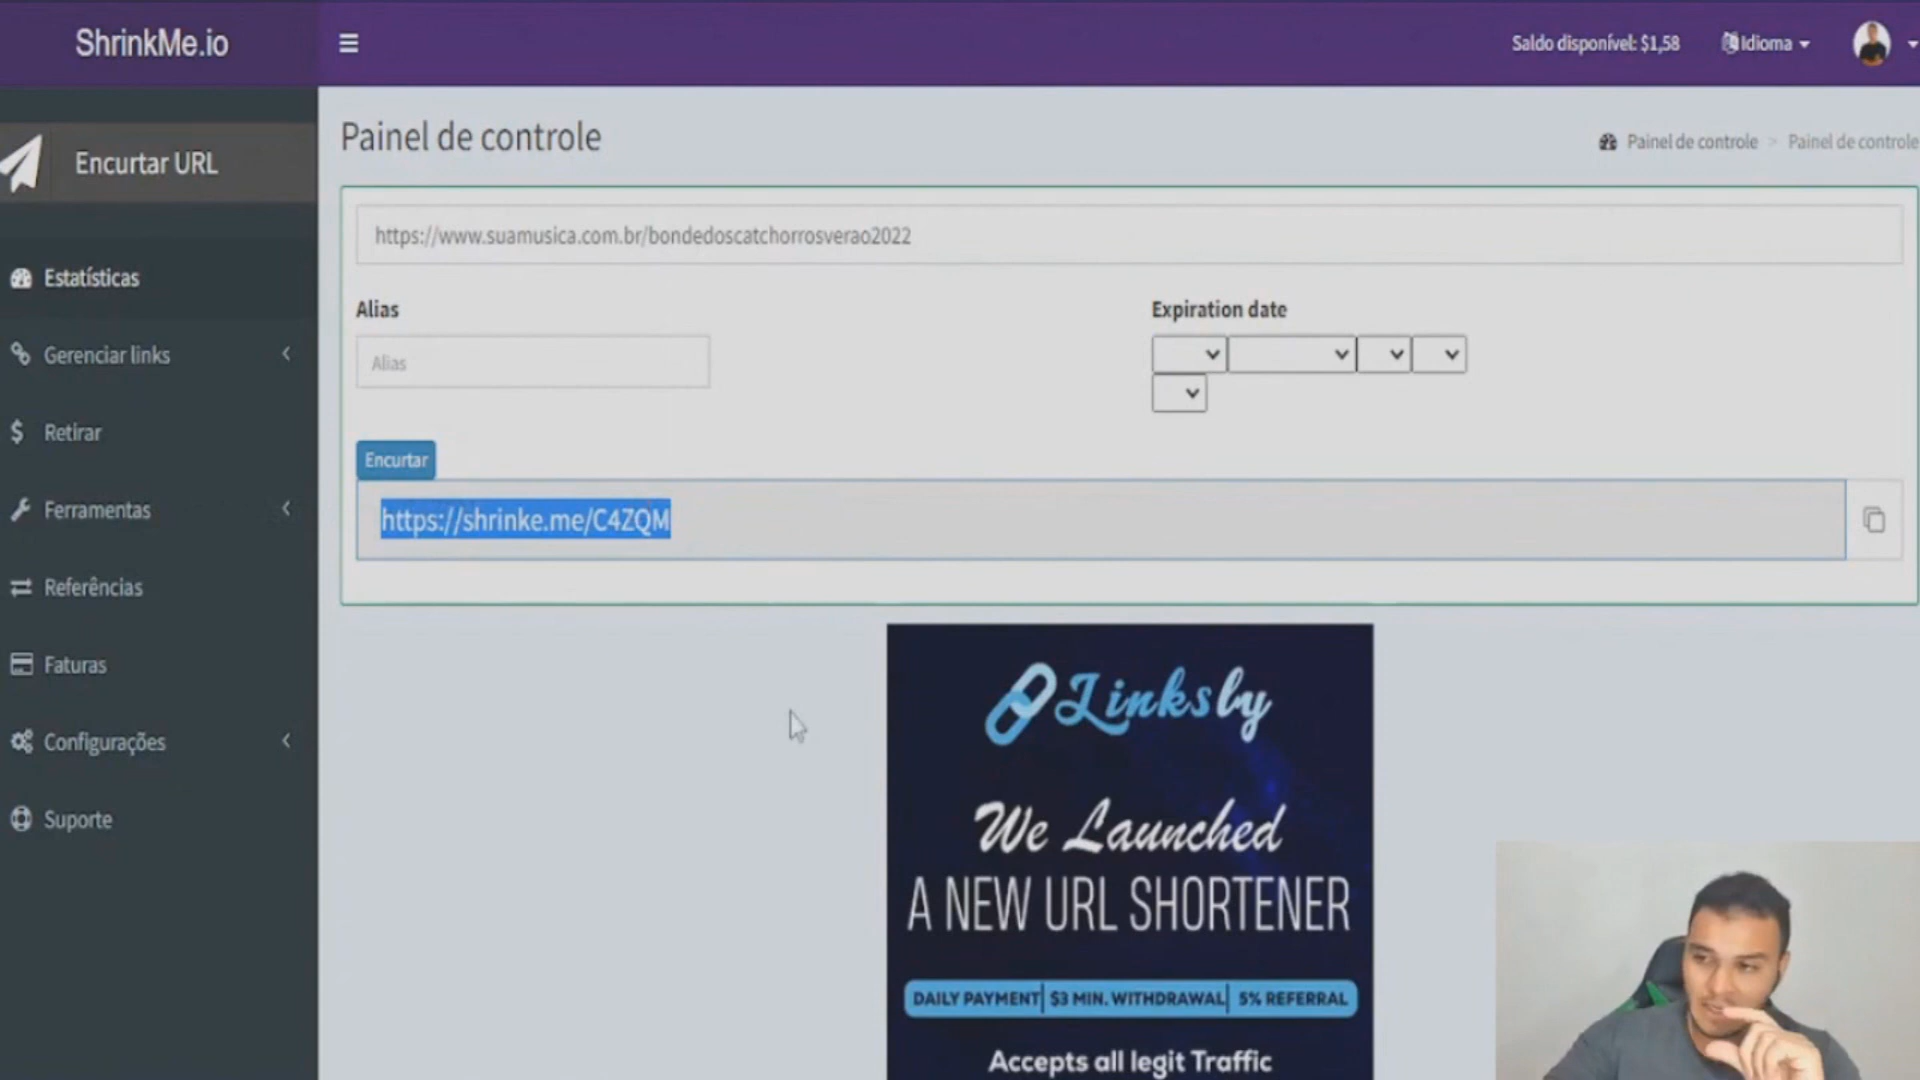 ShrinkMe.io
Saldo disponível: $1,58
Idioma
Encurtar URL
Painel de controle
Painel de controle > Painel de controle
https://www.suamusica.com.br/bondedoscatchorrosverao2022
Estatísticas
Alias
Expiration date
Gerenciar links
Alias
Retirar
Encurtar
Ferramentas
https://shrinke.me/C4ZQM
Referências
Faturas
Linksby
Configurações
Suporte
We Launched
A NEW URL SHORTENER
DAILY PAYMENT| $3 MIN. WITHDRAWAL| 5% REFERRAL
Accepts all legit Traffic